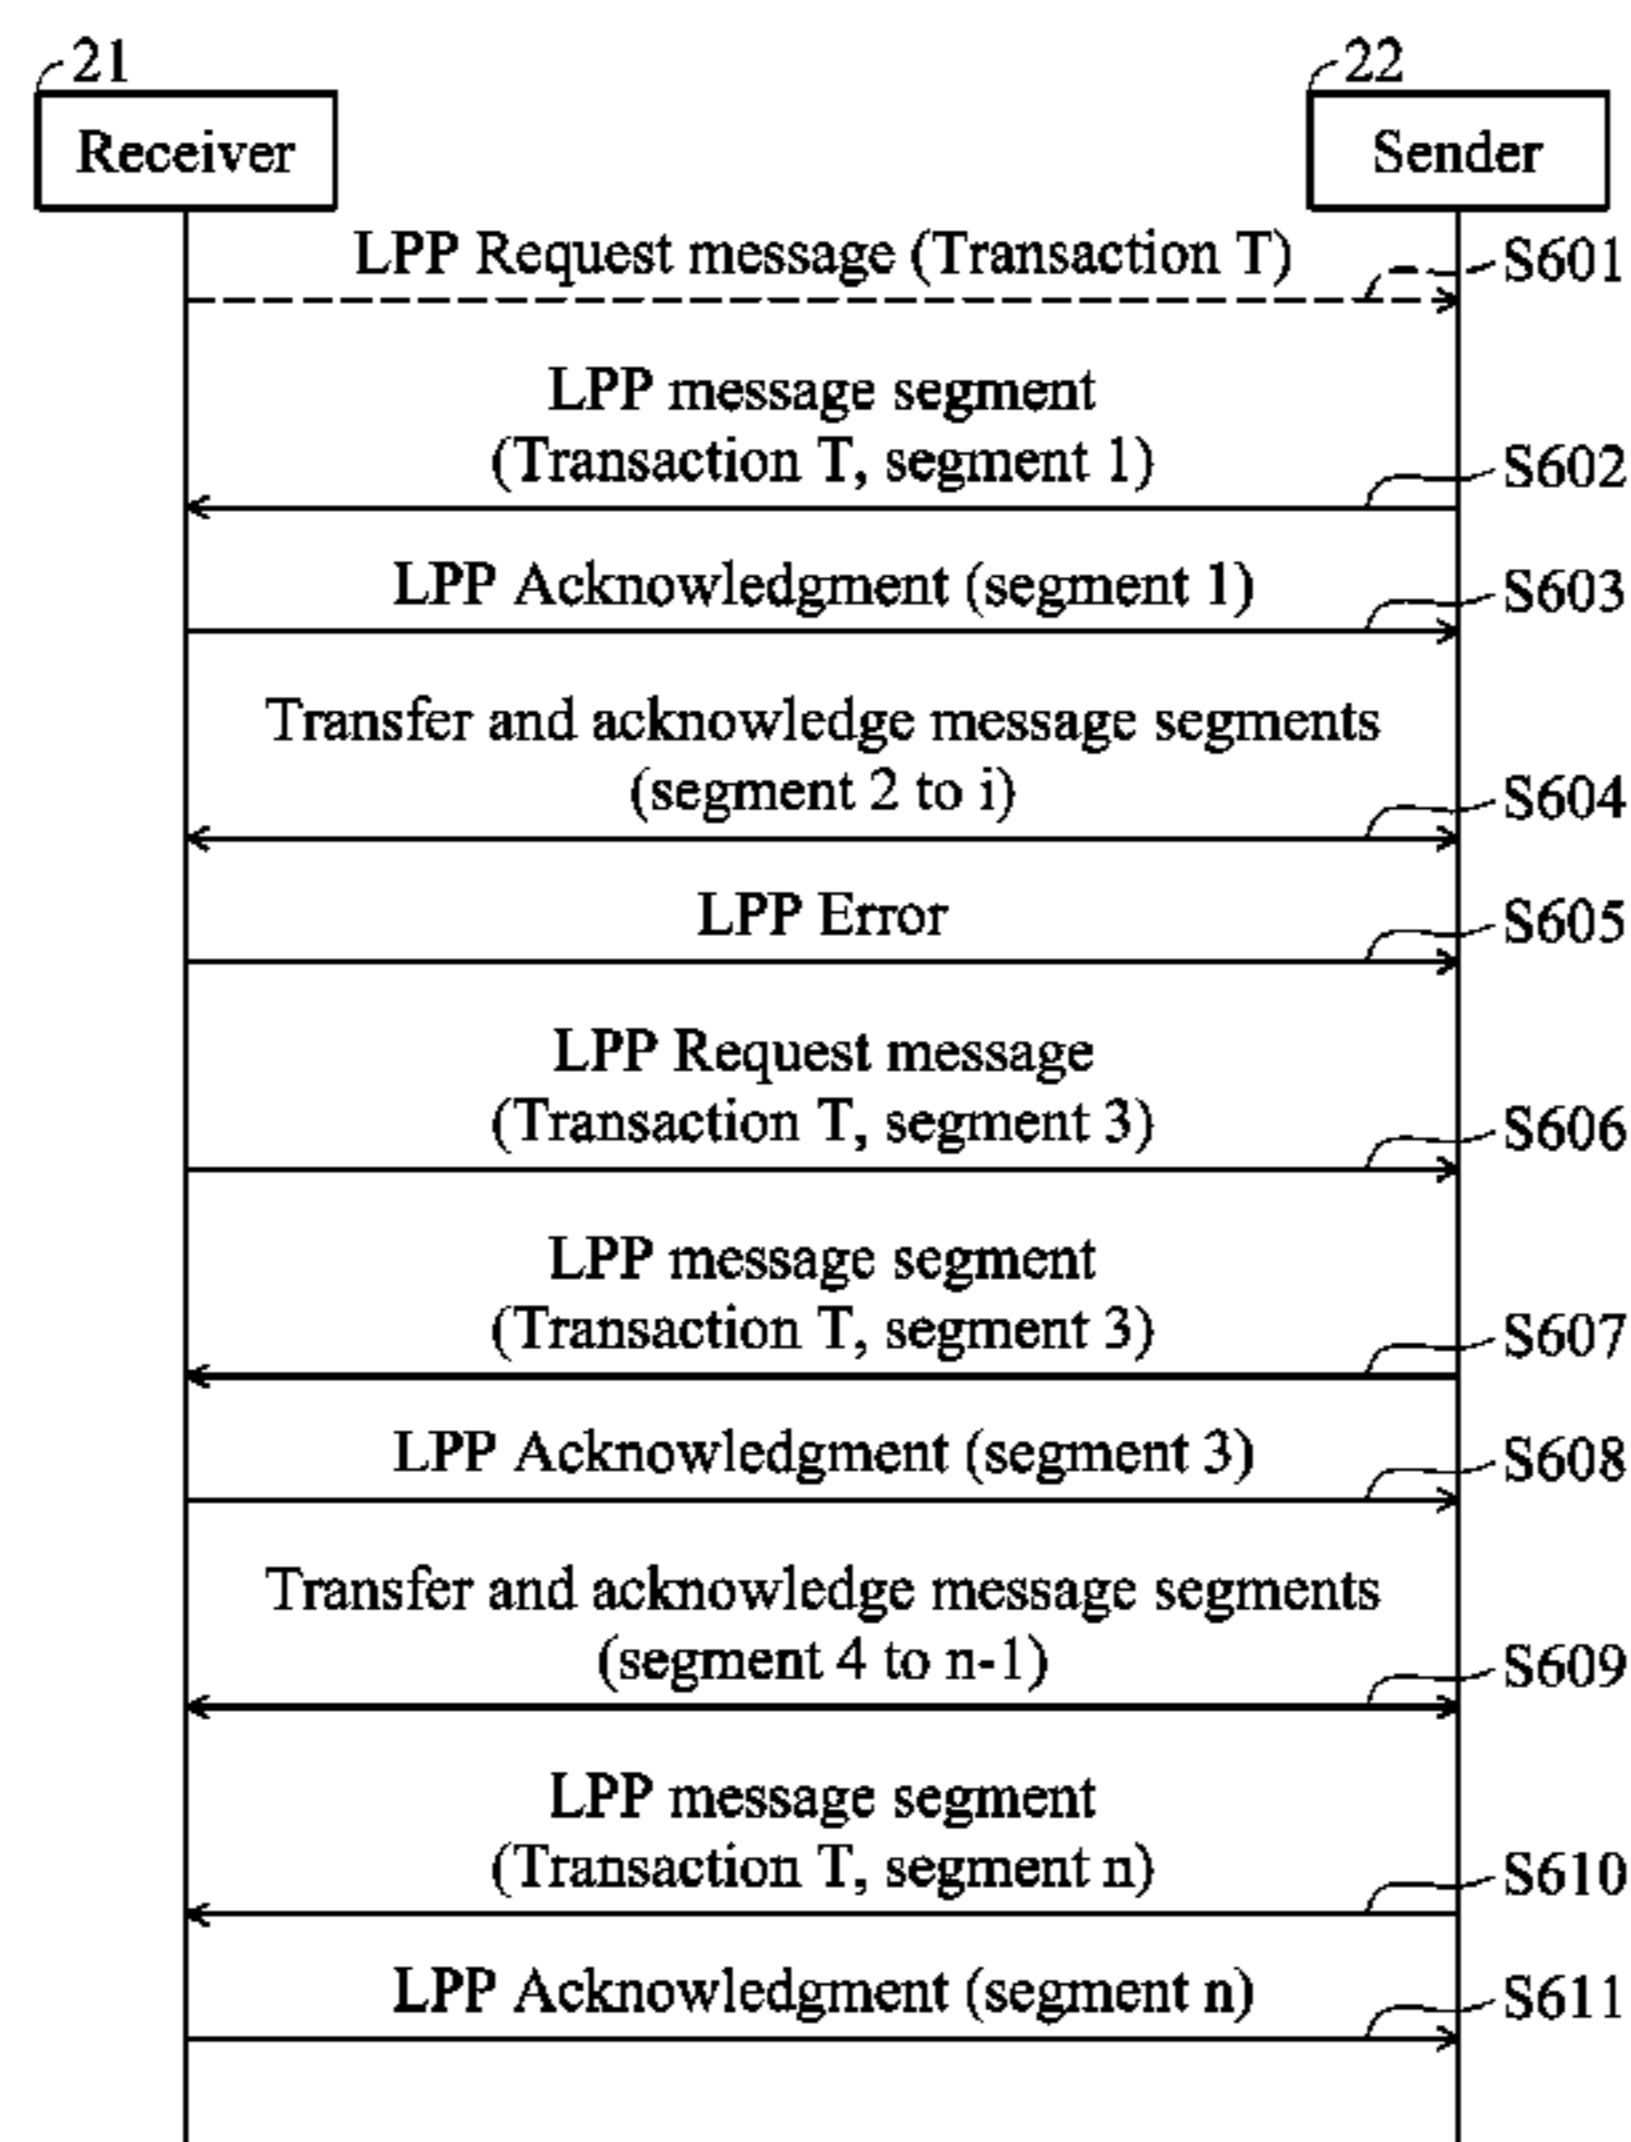 21
22
Receiver
Sender
LPP Request message (Transaction T)
S601
LPP message segment
(Transaction T, segment 1)
S602
LPP Acknowledgment (segment 1)
S603
Transfer and acknowledge message segments
(segment 2 to i)
S604
LPP Error
S605
LPP Request message
(Transaction T, segment 3)
S606
LPP message segment
(Transaction T, segment 3)
S607
LPP Acknowledgment (segment 3)
S608
Transfer and acknowledge message segments
(segment 4 to n-1)
S609
LPP message segment
(Transaction T, segment n)
S610
LPP Acknowledgment (segment n)
S611